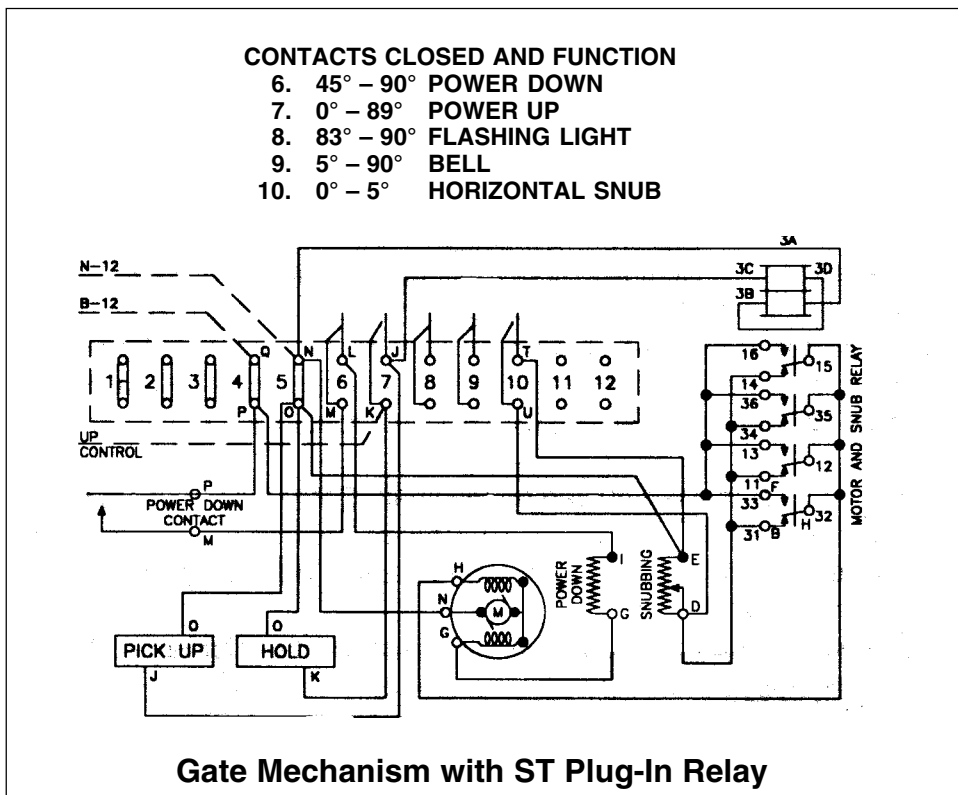 CONTACTS CLOSED AND FUNCTION
6. 45° – 90° POWER DOWN
7. 0° – 89° POWER UP
8. 83° – 90° FLASHING LIGHT
9. 5° – 90° BELL
10. 0° – 5° HORIZONTAL SNUB
3A
3C 3D
3B
N-12
B-12
Q N L J T
1 2 3 4 5 6 7 8 9 10 11 12
P O M K U
UP
CONTROL
16
15
14
36
35
34
13
12
11 F
33
32
31 B H
MOTOR AND SNUB RELAY
P
POWER DOWN
CONTACT
M
H
N
G
M
POWER
DOWN
I
G
SNUBBING
E
D
O O
PICK UP HOLD
J K
Gate Mechanism with ST Plug-In Relay